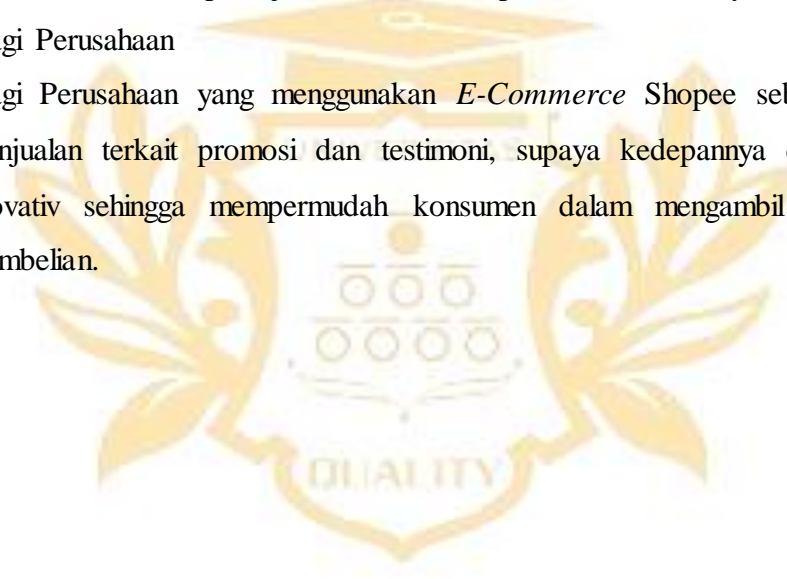 gi Perusahaan
gi Perusahaan yang menggunakan E-Commerce Shopee seb
njualan terkait promosi dan testimoni, supaya kedepannya
ovativ sehingga mempermudah konsumen dalam mengambil
mbelian.
QUALITY